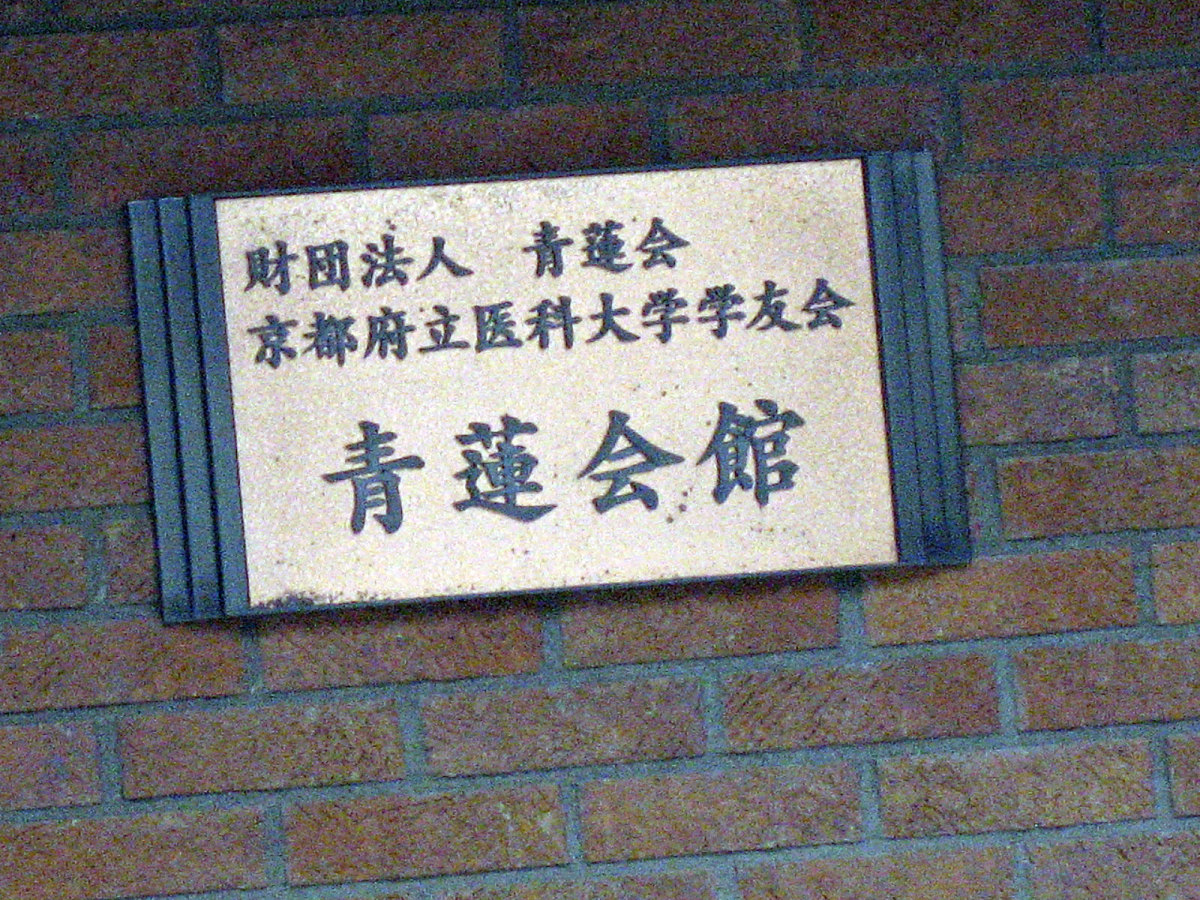 財団法人　青蓮会
京都府立医科大学学友会
青蓮会館